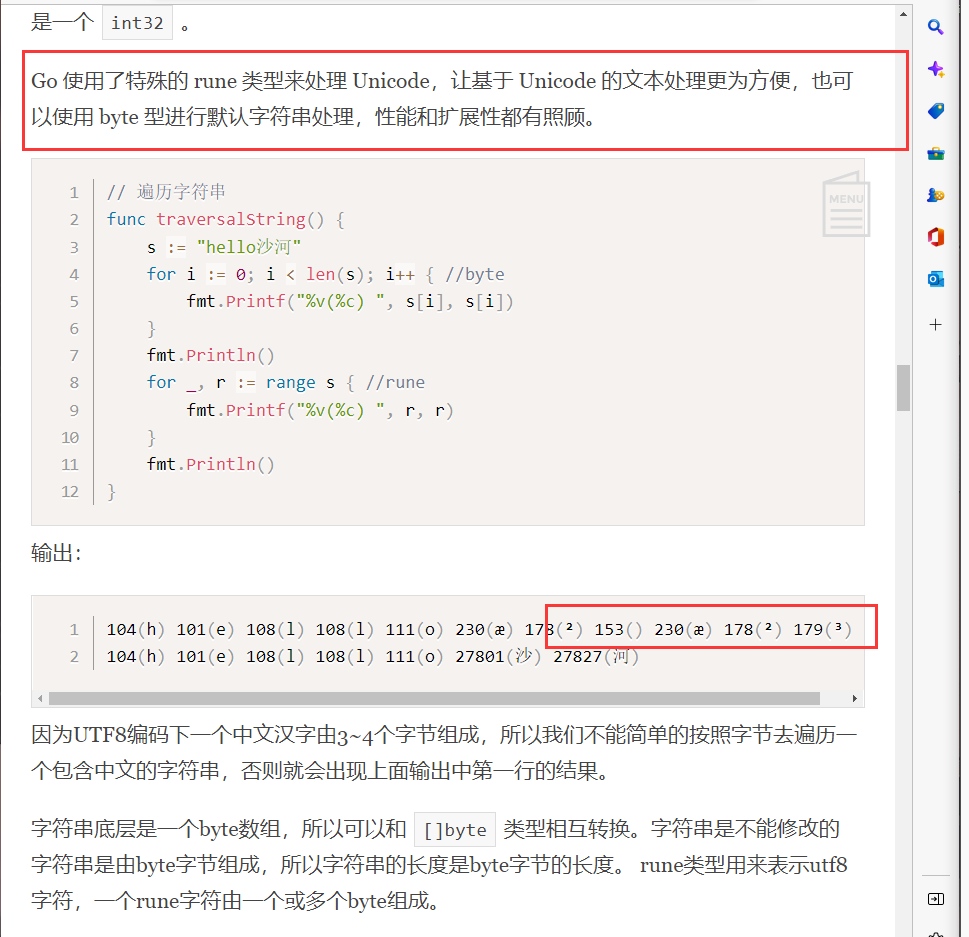 是一个 int32 。
Go 使用了特殊的 rune 类型来处理 Unicode，让基于 Unicode 的文本处理更为方便，也可
以使用 byte 型进行默认字符串处理，性能和扩展性都有照顾。
MENU
1 // 遍历字符串
2 func traversalString() {
3     s := "hello沙河"
4     for i := 0; i < len(s); i++ { //byte
5         fmt.Printf("%v(%c) ", s[i], s[i])
6     }
7     fmt.Println()
8     for _, r := range s { //rune
9         fmt.Printf("%v(%c) ", r, r)
10     }
11     fmt.Println()
12 }
输出：
1 104(h) 101(e) 108(l) 108(l) 111(o) 230(æ) 178(²) 153() 230(æ) 178(²) 179(³)
2 104(h) 101(e) 108(l) 108(l) 111(o) 27801(沙) 27827(河)
因为UTF8编码下一个中文汉字由3~4个字节组成，所以我们不能简单的按照字节去遍历一
个包含中文的字符串，否则就会出现上面输出中第一行的结果。
字符串底层是一个byte数组，所以可以和 []byte 类型相互转换。字符串是不能修改的
字符串是由byte字节组成，所以字符串的长度是byte字节的长度。 rune类型用来表示utf8
字符，一个rune字符由一个或多个byte组成。